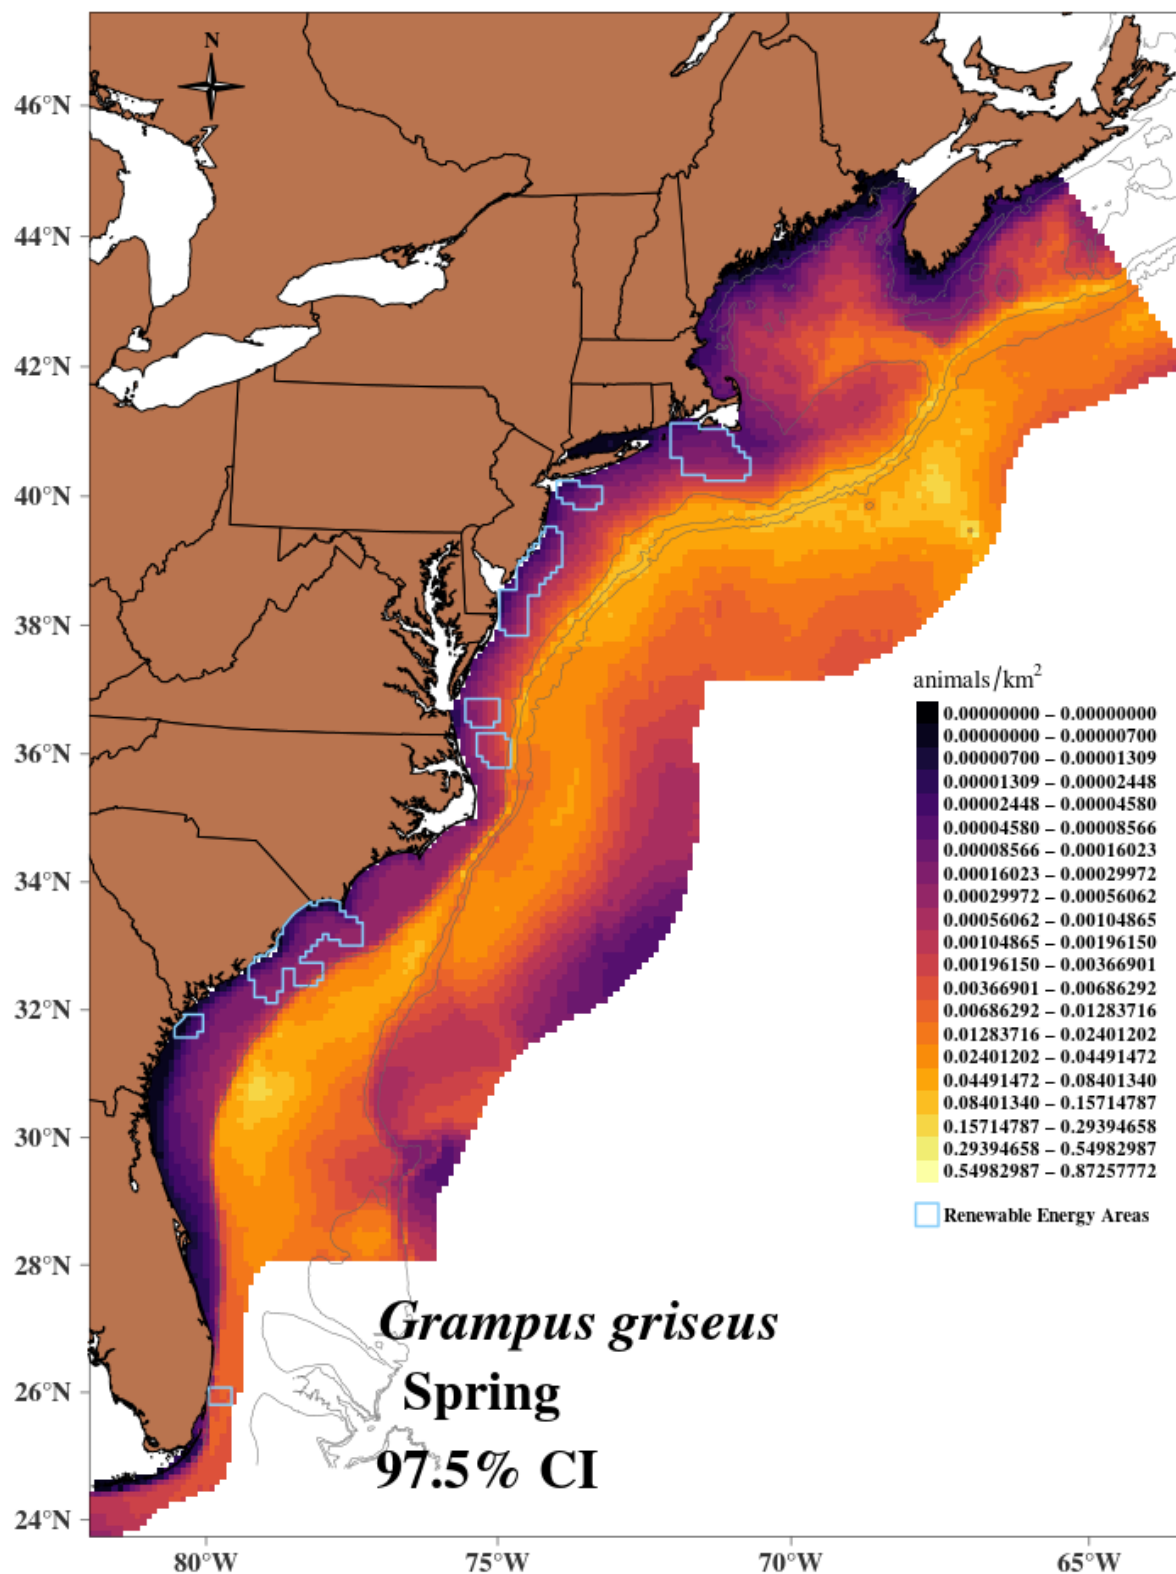 N
46°N
44°N
42°N
40°N
38°N
36°N
34°N
32°N
30°N
28°N
26°N
24°N
80°W
75°W
70°W
65°W
animals/km²
0.00000000 – 0.00000000
0.00000000 – 0.00000700
0.00000700 – 0.00001309
0.00001309 – 0.00002448
0.00002448 – 0.00004580
0.00004580 – 0.00008566
0.00008566 – 0.00016023
0.00016023 – 0.00029972
0.00029972 – 0.00056062
0.00056062 – 0.00104865
0.00104865 – 0.00196150
0.00196150 – 0.00366901
0.00366901 – 0.00686292
0.00686292 – 0.01283716
0.01283716 – 0.02401202
0.02401202 – 0.04491472
0.04491472 – 0.08401340
0.08401340 – 0.15714787
0.15714787 – 0.29394658
0.29394658 – 0.54982987
0.54982987 – 0.87257772
Renewable Energy Areas
Grampus griseus
Spring
97.5% CI